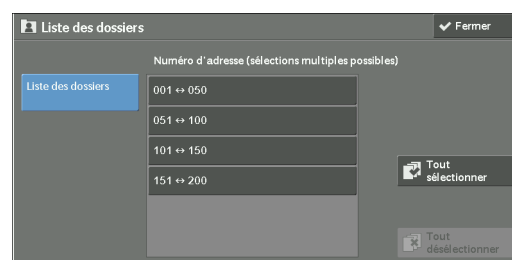 Liste des dossiers
Fermer
Numéro d'adresse (sélections multiples possibles)
Liste des dossiers
001 ↔ 050
051 ↔ 100
101 ↔ 150
151 ↔ 200
Tout
sélectionner
Tout
désélectionner